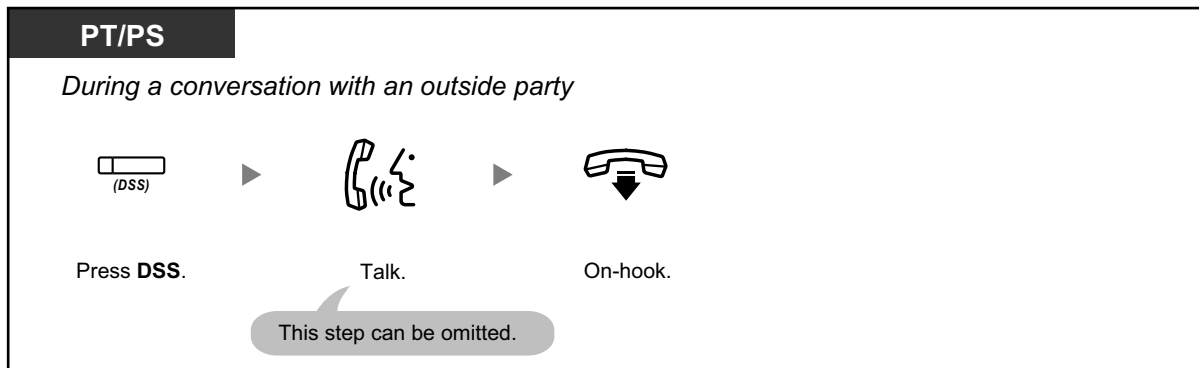 PT/PS
During a conversation with an outside party
(DSS)
Press DSS.
Talk.
On-hook.
This step can be omitted.